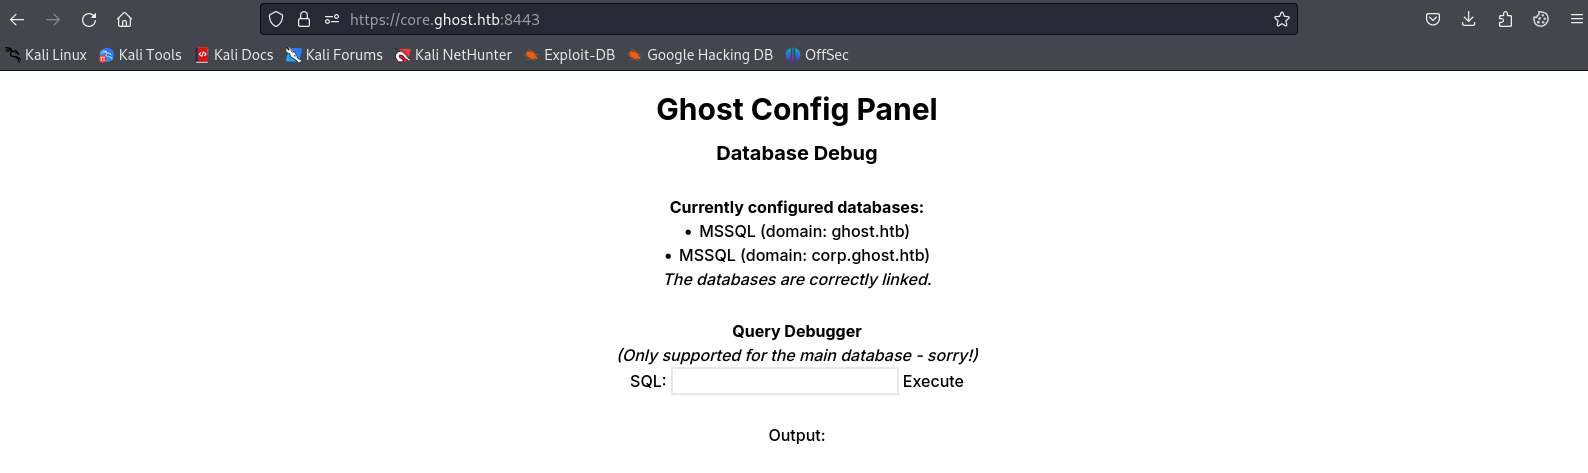 https://core.ghost.htb:8443
Kali Linux Kali Tools Kali Docs Kali Forums Kali NetHunter Exploit-DB Google Hacking DB OffSec
Ghost Config Panel
Database Debug
Currently configured databases:
• MSSQL (domain: ghost.htb)
• MSSQL (domain: corp.ghost.htb)
The databases are correctly linked.
Query Debugger
(Only supported for the main database - sorry!)
SQL: Execute
Output: